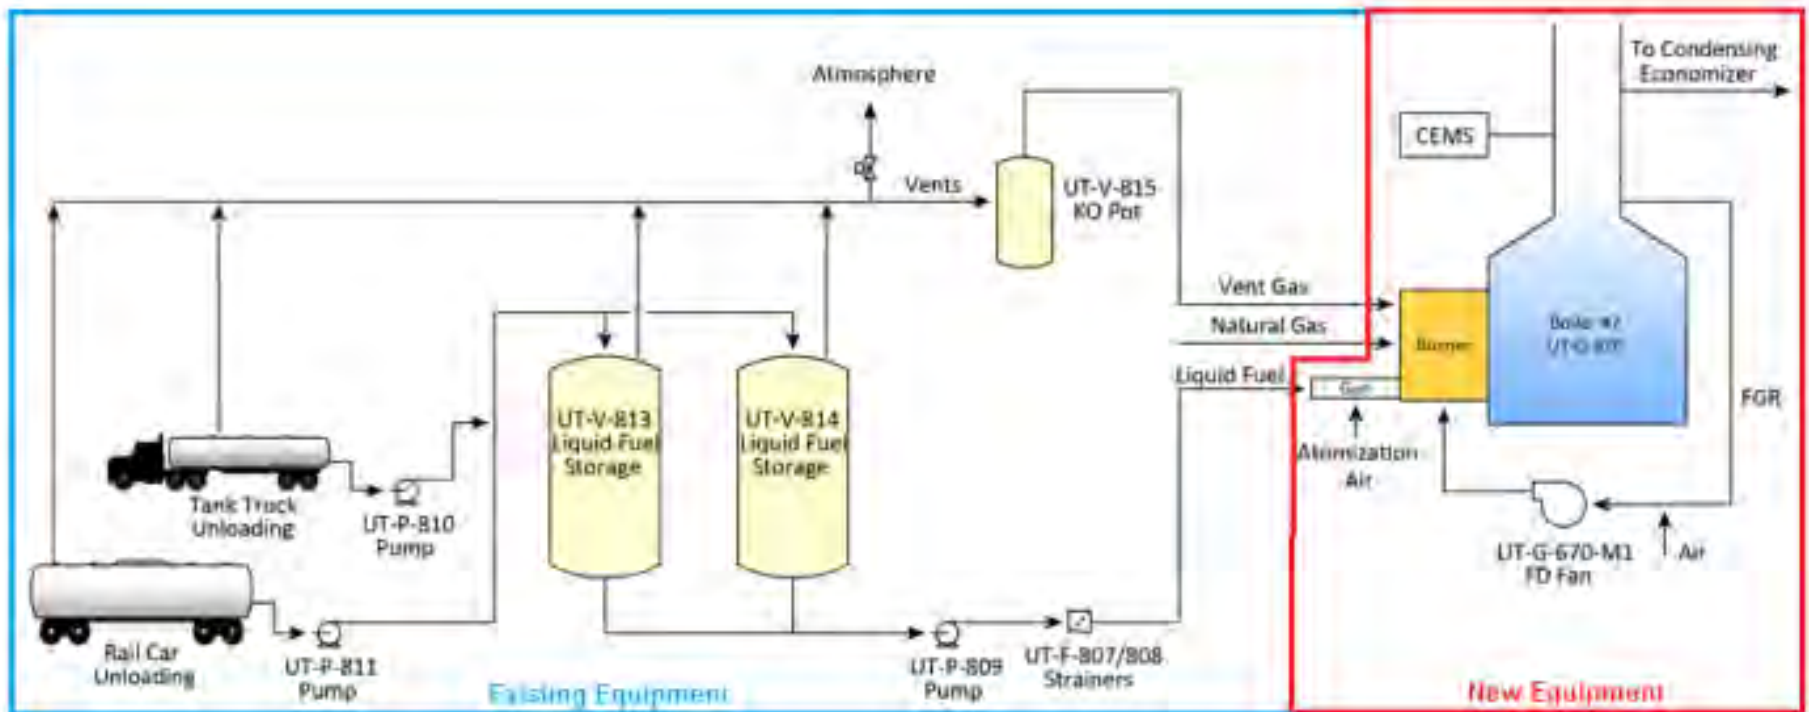 To Condensing
Economizer
Atmosphere
CEMS
Vents
UT-V-815
KO Pot
Vent Gas
Natural Gas
Liquid Fuel
Burner
Boiler #7
Gun
FGR
UT-V-813
Liquid Fuel
Storage
UT-V-814
Liquid Fuel
Storage
Atomization
Air
Tank Truck
Unloading
UT-P-810
Pump
UT-G-670-M1
FD Fan
Air
Rail Car
Unloading
UT-P-811
Pump
UT-P-809
Pump
UT-F-807/808
Strainers
Existing Equipment
New Equipment